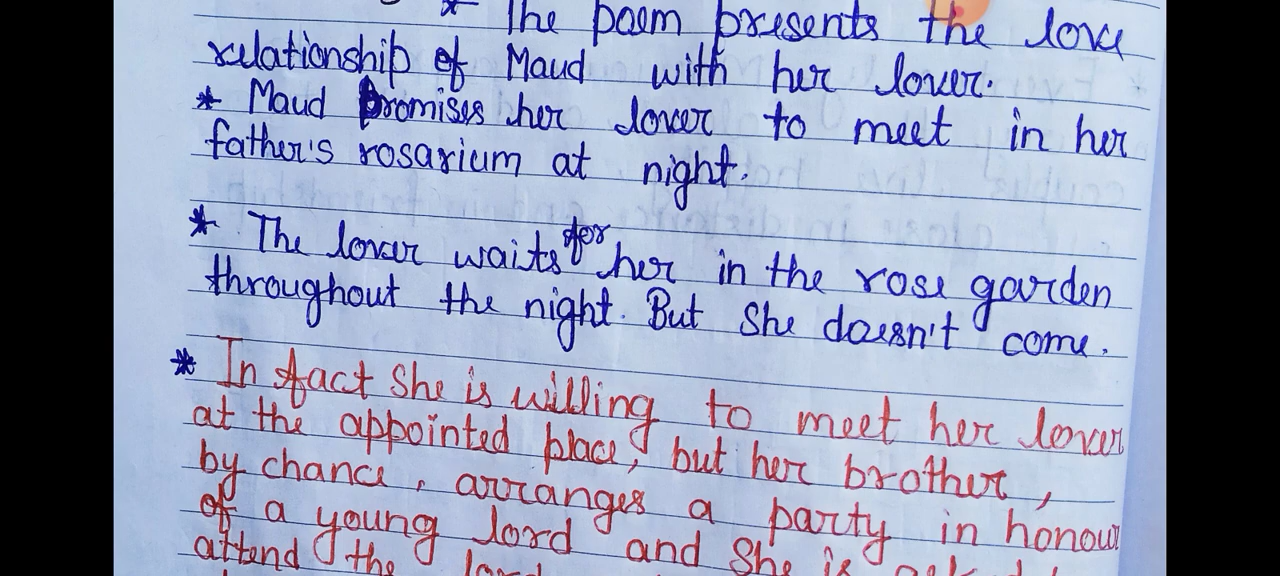 * The poem presents the love
relationship of Maud with her lover.
* Maud Promises her lover to meet in her
father's rosarium at night.
* The lover waits for her in the rose garden
throughout the night. But She doesn't come.
* In fact She is willing to meet her lover
at the appointed place, but her brother,
by chance, arranges a party in honour
of a young lord and She is
attend the lord